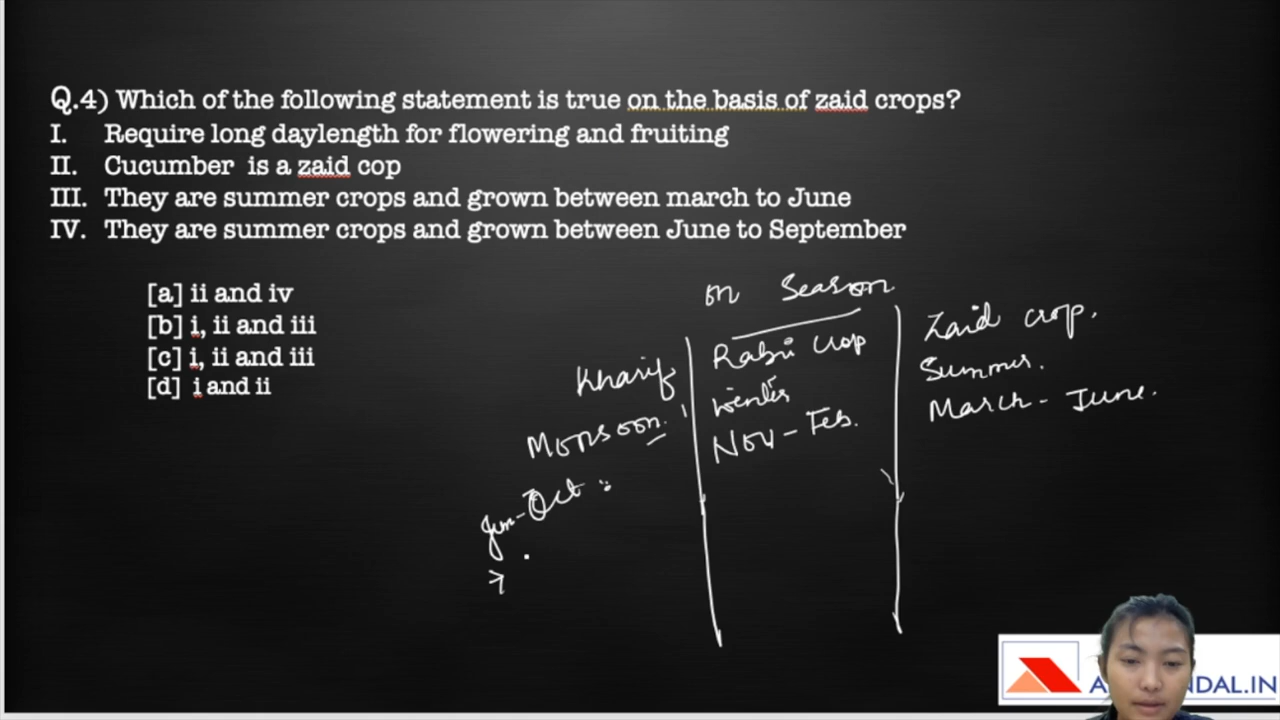 Q.4) Which of the following statement is true on the basis of zaid crops?
I. Require long daylength for flowering and fruiting
II. Cucumber is a zaid cop
III. They are summer crops and grown between march to June
IV. They are summer crops and grown between June to September
[a] ii and iv
[b] i, ii and iii
[c] i, ii and iii
[d] i and ii
on Season
Kharif
Monsoon
Jun-Oct
Rabi crop
Winter
Nov-Feb.
Zaid crop.
Summer.
March - June.
NDAL.IN